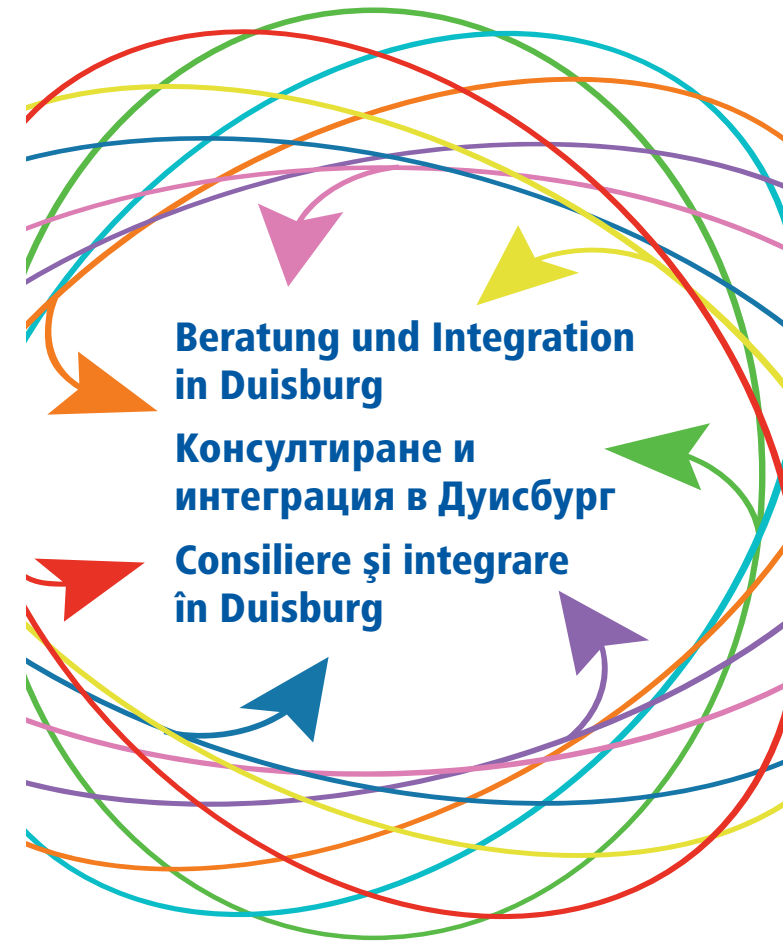 Beratung und Integration
in Duisburg
Консултиране и
интеграция в Дуисбург
Consiliere şi integrare
în Duisburg